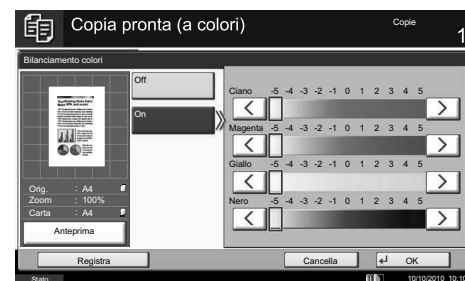 Copia pronta (a colori)
Copie
1
Bilanciamento colori
Off
On
Ciano -5 -4 -3 -2 -1 0 1 2 3 4 5
Magenta -5 -4 -3 -2 -1 0 1 2 3 4 5
Giallo -5 -4 -3 -2 -1 0 1 2 3 4 5
Nero -5 -4 -3 -2 -1 0 1 2 3 4 5
Orig. : A4
Zoom : 100%
Carta : A4
Anteprima
Registra
Cancella
OK
Stato
10/10/2010 10:10